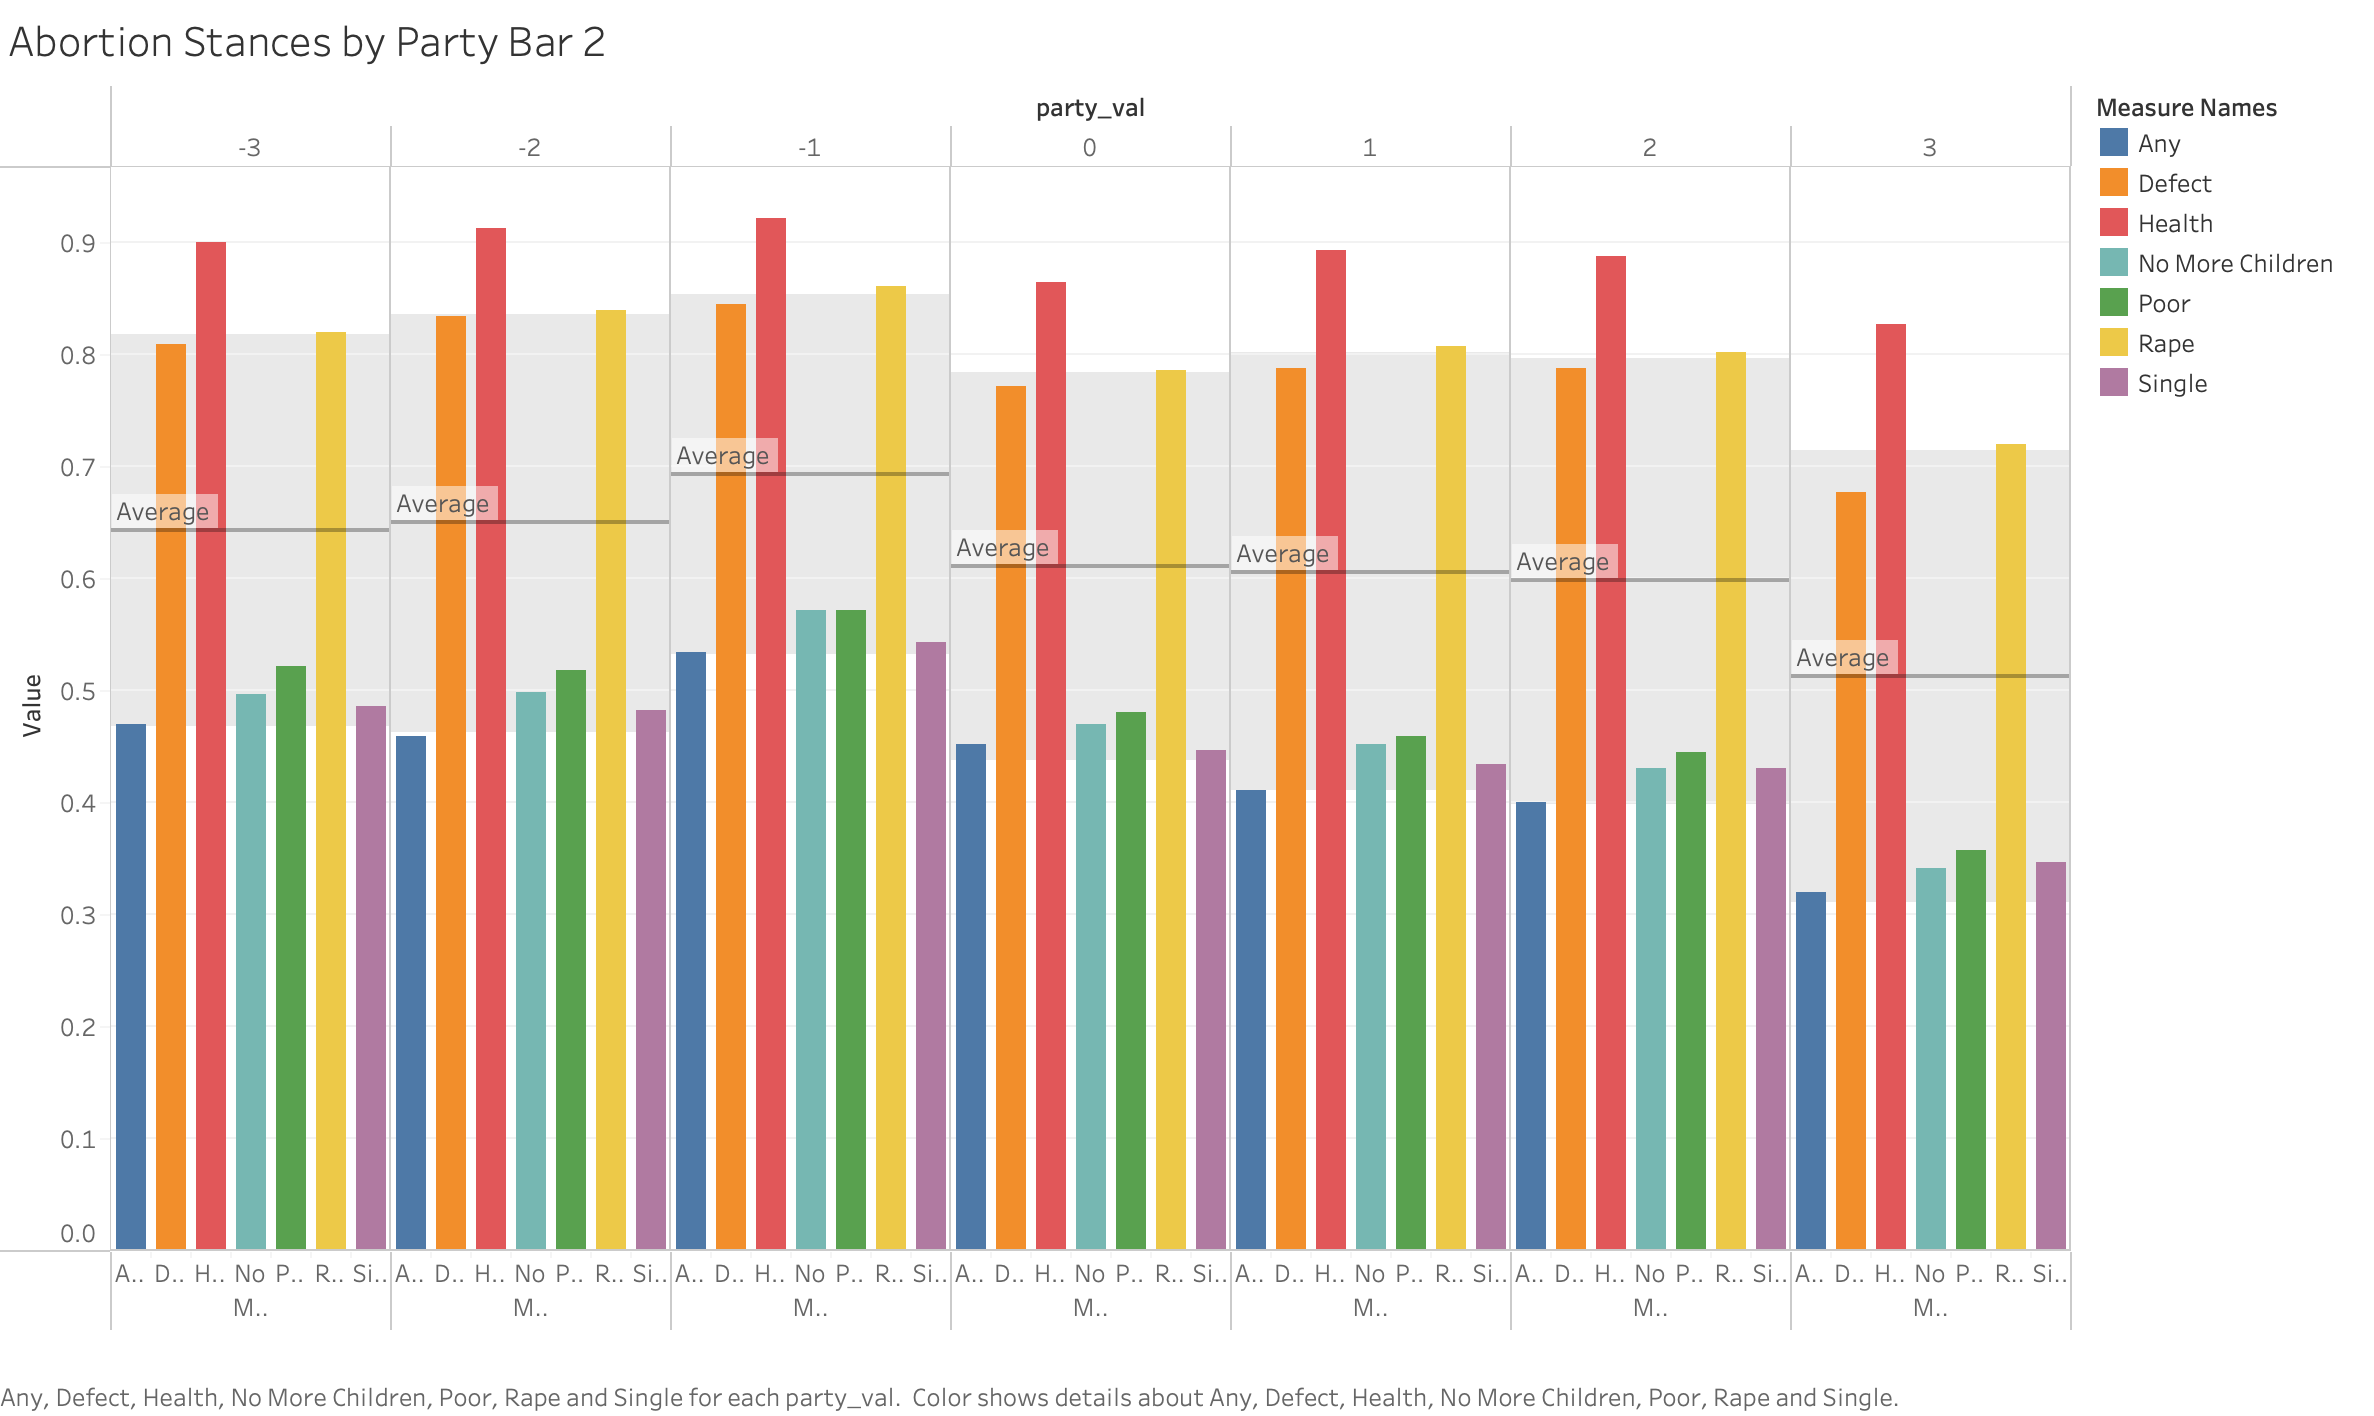 Abortion Stances by Party Bar 2
party_val
-3 -2 -1 0 1 2 3
Measure Names
Any
Defect
Health
No More Children
Poor
Rape
Single
Value
0.9
0.8
0.7
0.6
0.5
0.4
0.3
0.2
0.1
0.0
Average
Average
Average
Average
Average
Average
Average
A.. D.. H.. No P.. R.. Si.. A.. D.. H.. No P.. R.. Si.. A.. D.. H.. No P.. R.. Si.. A.. D.. H.. No P.. R.. Si.. A.. D.. H.. No P.. R.. Si.. A.. D.. H.. No P.. R.. Si.. A.. D.. H.. No P.. R.. Si..
M.. M.. M.. M.. M.. M.. M..
Any, Defect, Health, No More Children, Poor, Rape and Single for each party_val.  Color shows details about Any, Defect, Health, No More Children, Poor, Rape and Single.